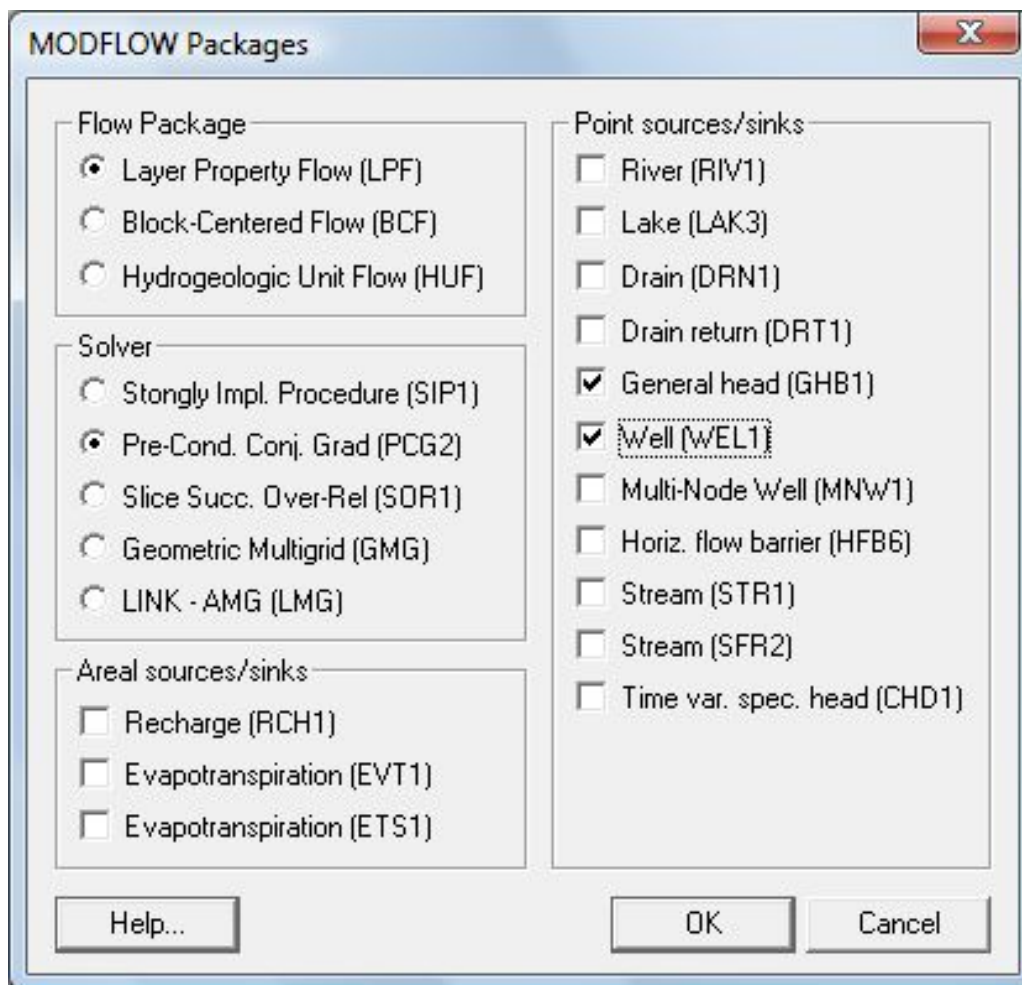 MODFLOW Packages
Flow Package
Layer Property Flow (LPF)
Block-Centered Flow (BCF)
Hydrogeologic Unit Flow (HUF)
Solver
Stongly Impl. Procedure (SIP1)
Pre-Cond. Conj. Grad (PCG2)
Slice Succ. Over-Rel (SOR1)
Geometric Multigrid (GMG)
LINK - AMG (LMG)
Areal sources/sinks
Recharge (RCH1)
Evapotranspiration (EVT1)
Evapotranspiration (ETS1)
Point sources/sinks
River (RIV1)
Lake (LAK3)
Drain (DRN1)
Drain return (DRT1)
General head (GHB1)
Well (WEL1)
Multi-Node Well (MNW1)
Horiz. flow barrier (HFB6)
Stream (STR1)
Stream (SFR2)
Time var. spec. head (CHD1)
Help...
OK
Cancel